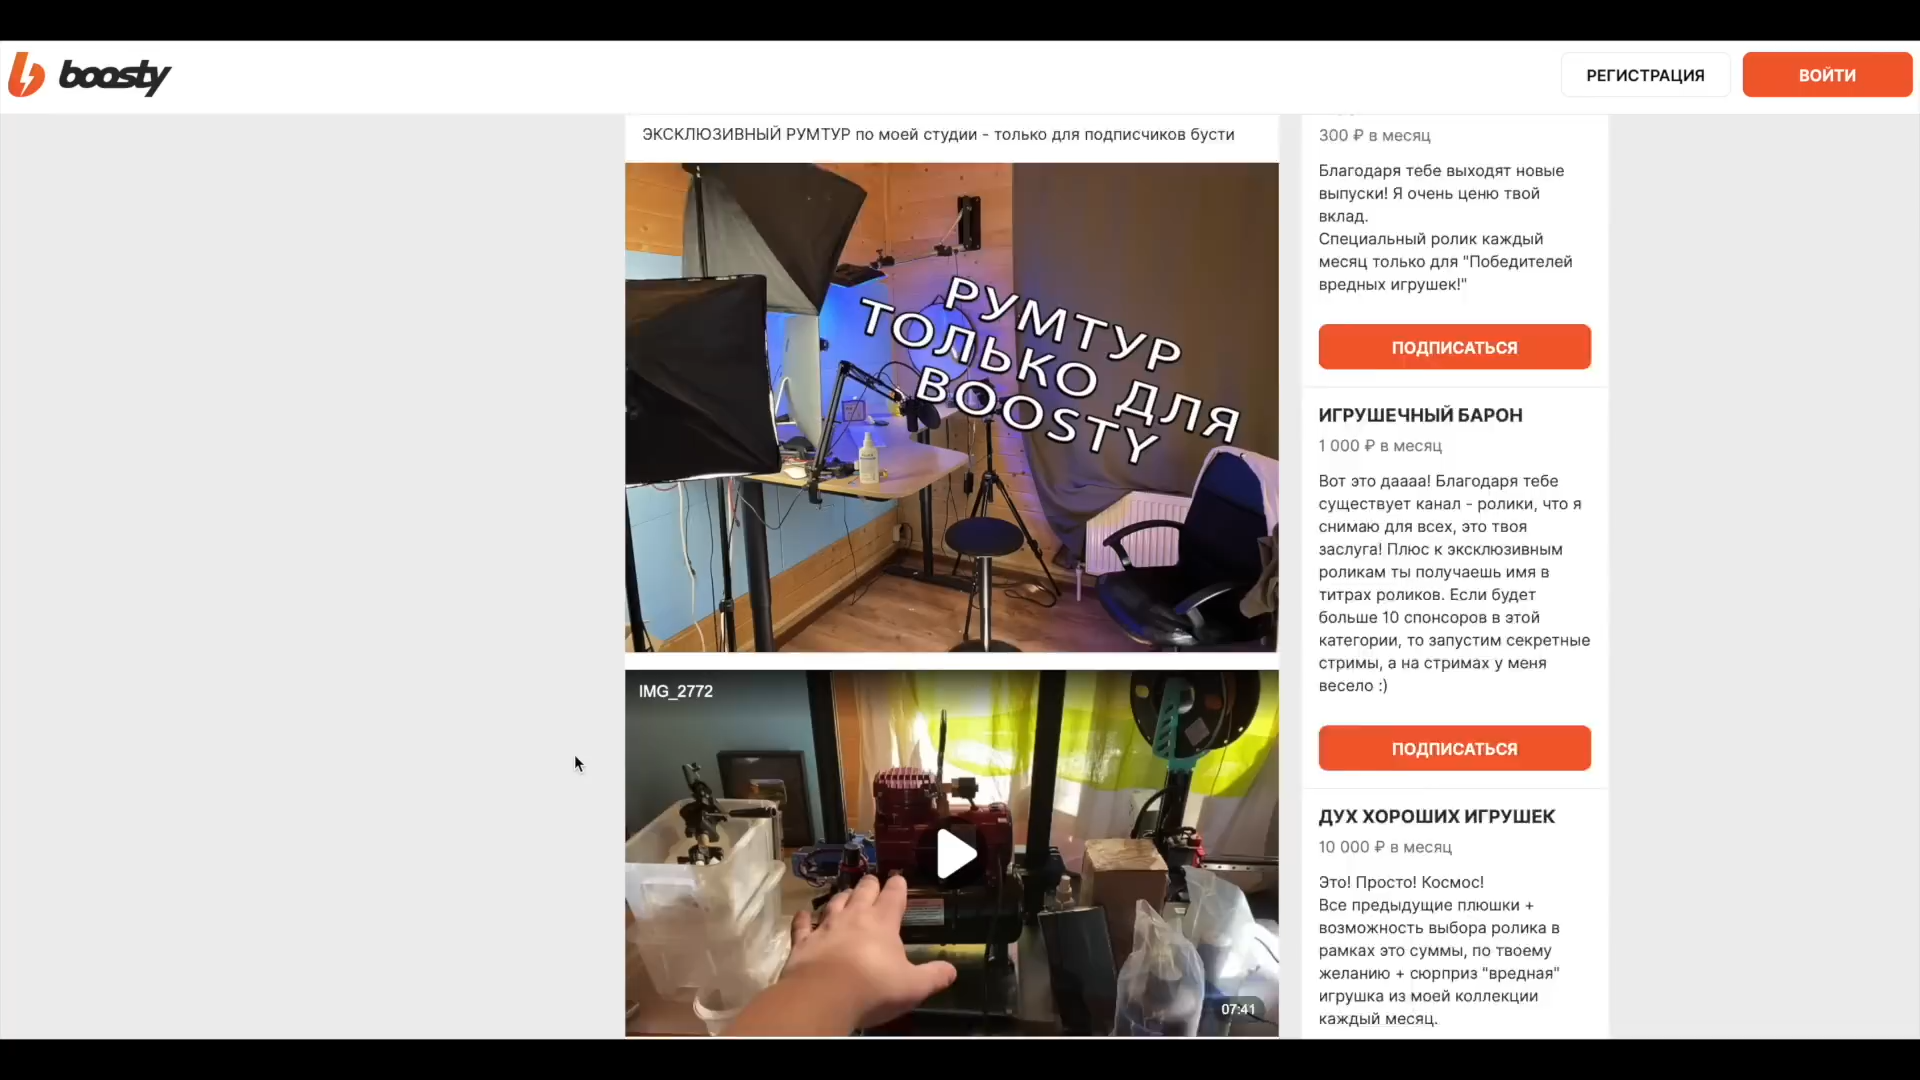 boosty
РЕГИСТРАЦИЯ
ВОЙТИ
ЭКСКЛЮЗИВНЫЙ РУМТУР по моей студии - только для подписчиков бусти
РУМТУР
ТОЛЬКО ДЛЯ
BOOSTY
IMG_2772
07:41
300 ₽ в месяц
Благодаря тебе выходят новые
выпуски! Я очень ценю твой
вклад.
Специальный ролик каждый
месяц только для "Победителей
вредных игрушек!"
ПОДПИСАТЬСЯ
ИГРУШЕЧНЫЙ БАРОН
1 000 ₽ в месяц
Вот это даааа! Благодаря тебе
существует канал - ролики, что я
снимаю для всех, это твоя
заслуга! Плюс к эксклюзивным
роликам ты получаешь имя в
титрах роликов. Если будет
больше 10 спонсоров в этой
категории, то запустим секретные
стримы, а на стримах у меня
весело :)
ПОДПИСАТЬСЯ
ДУХ ХОРОШИХ ИГРУШЕК
10 000 ₽ в месяц
Это! Просто! Космос!
Все предыдущие плюшки +
возможность выбора ролика в
рамках это суммы, по твоему
желанию + сюрприз "вредная"
игрушка из моей коллекции
каждый месяц.